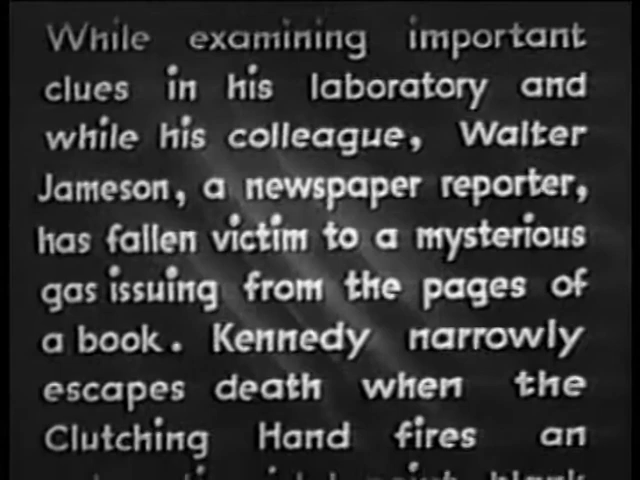 While examining important
clues in his laboratory and
while his colleague, Walter
Jameson, a newspaper reporter,
has fallen victim to a mysterious
gas issuing from the pages of
a book. Kennedy narrowly
escapes death when the
Clutching Hand fires an